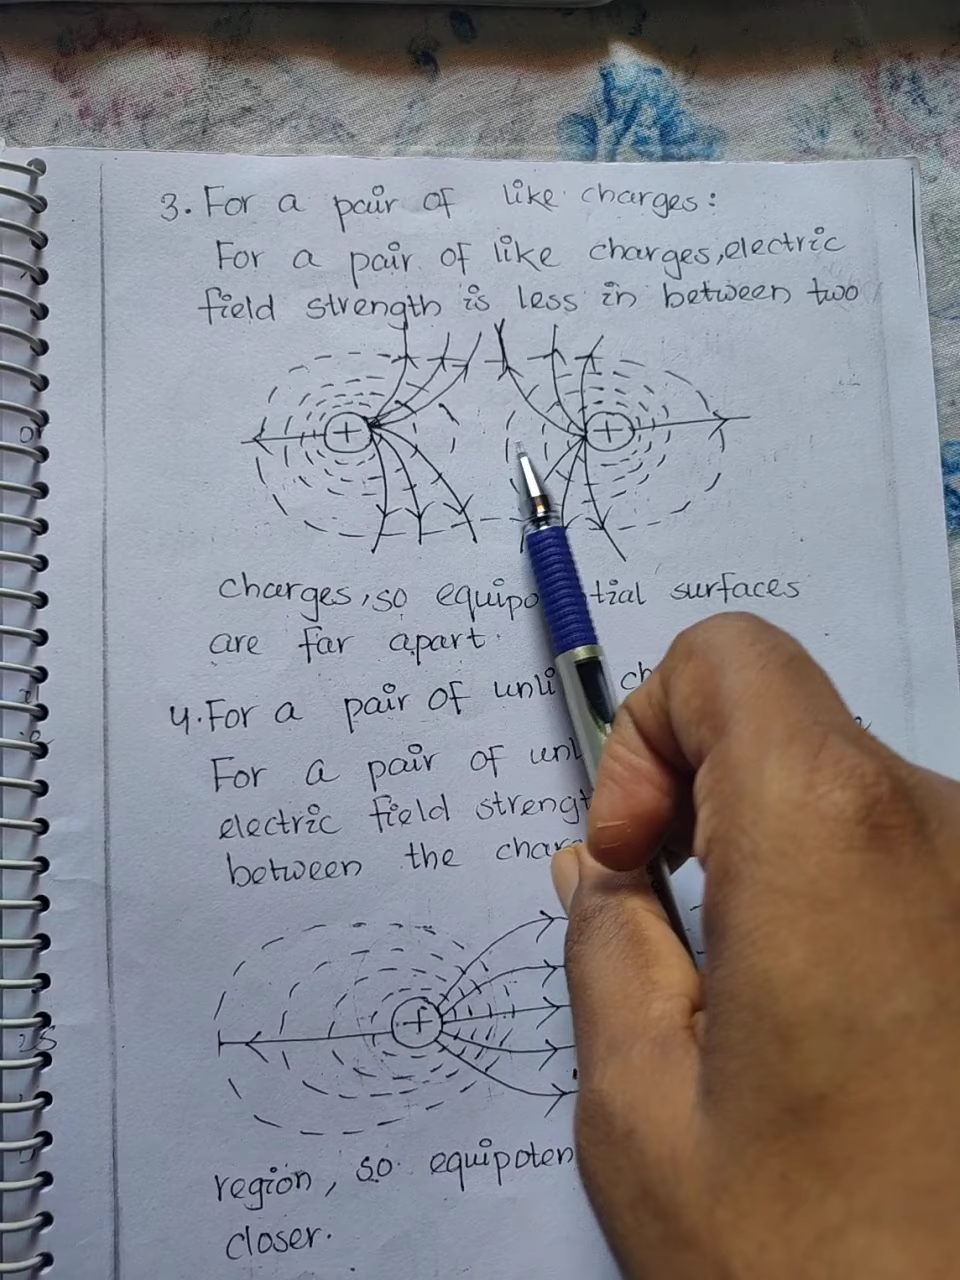 3. For a pair of like charges:
For a pair of like charges, electric
field strength is less in between two
+ +
charges, so equipo tial surfaces
are far apart.
4. For a pair of unli ch
For a pair of unl
electric field strengt
between the char
+
region, so equipoten
closer.